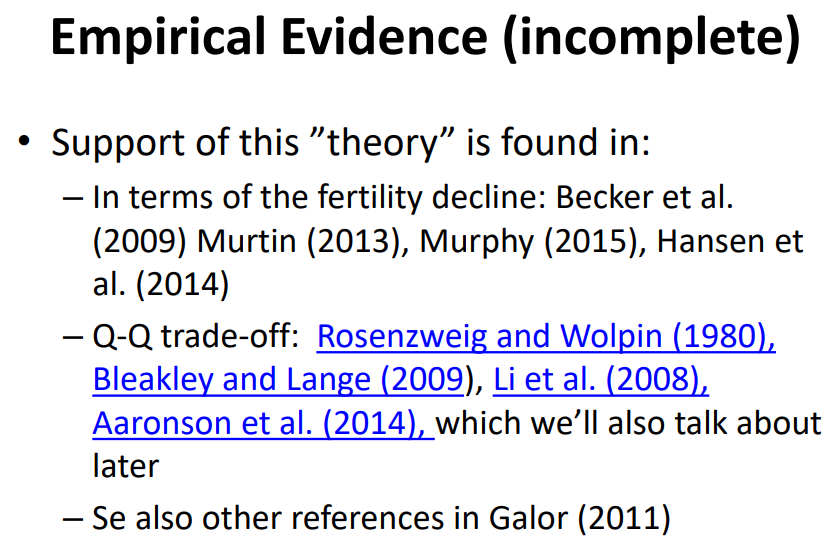 Empirical Evidence (incomplete)
• Support of this ”theory” is found in:
– In terms of the fertility decline: Becker et al.
(2009) Murtin (2013), Murphy (2015), Hansen et
al. (2014)
– Q-Q trade-off: Rosenzweig and Wolpin (1980),
Bleakley and Lange (2009), Li et al. (2008),
Aaronson et al. (2014), which we’ll also talk about
later
– Se also other references in Galor (2011)